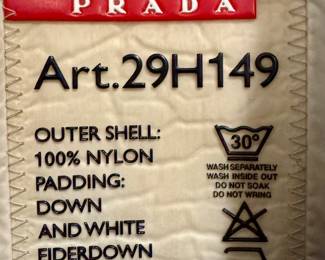 PRADA
Art.29H149
OUTER SHELL:
100% NYLON
PADDING:
DOWN
AND WHITE
EIDERDOWN
30°
WASH SEPARATELY
WASH INSIDE OUT
DO NOT SOAK
DO NOT WRING